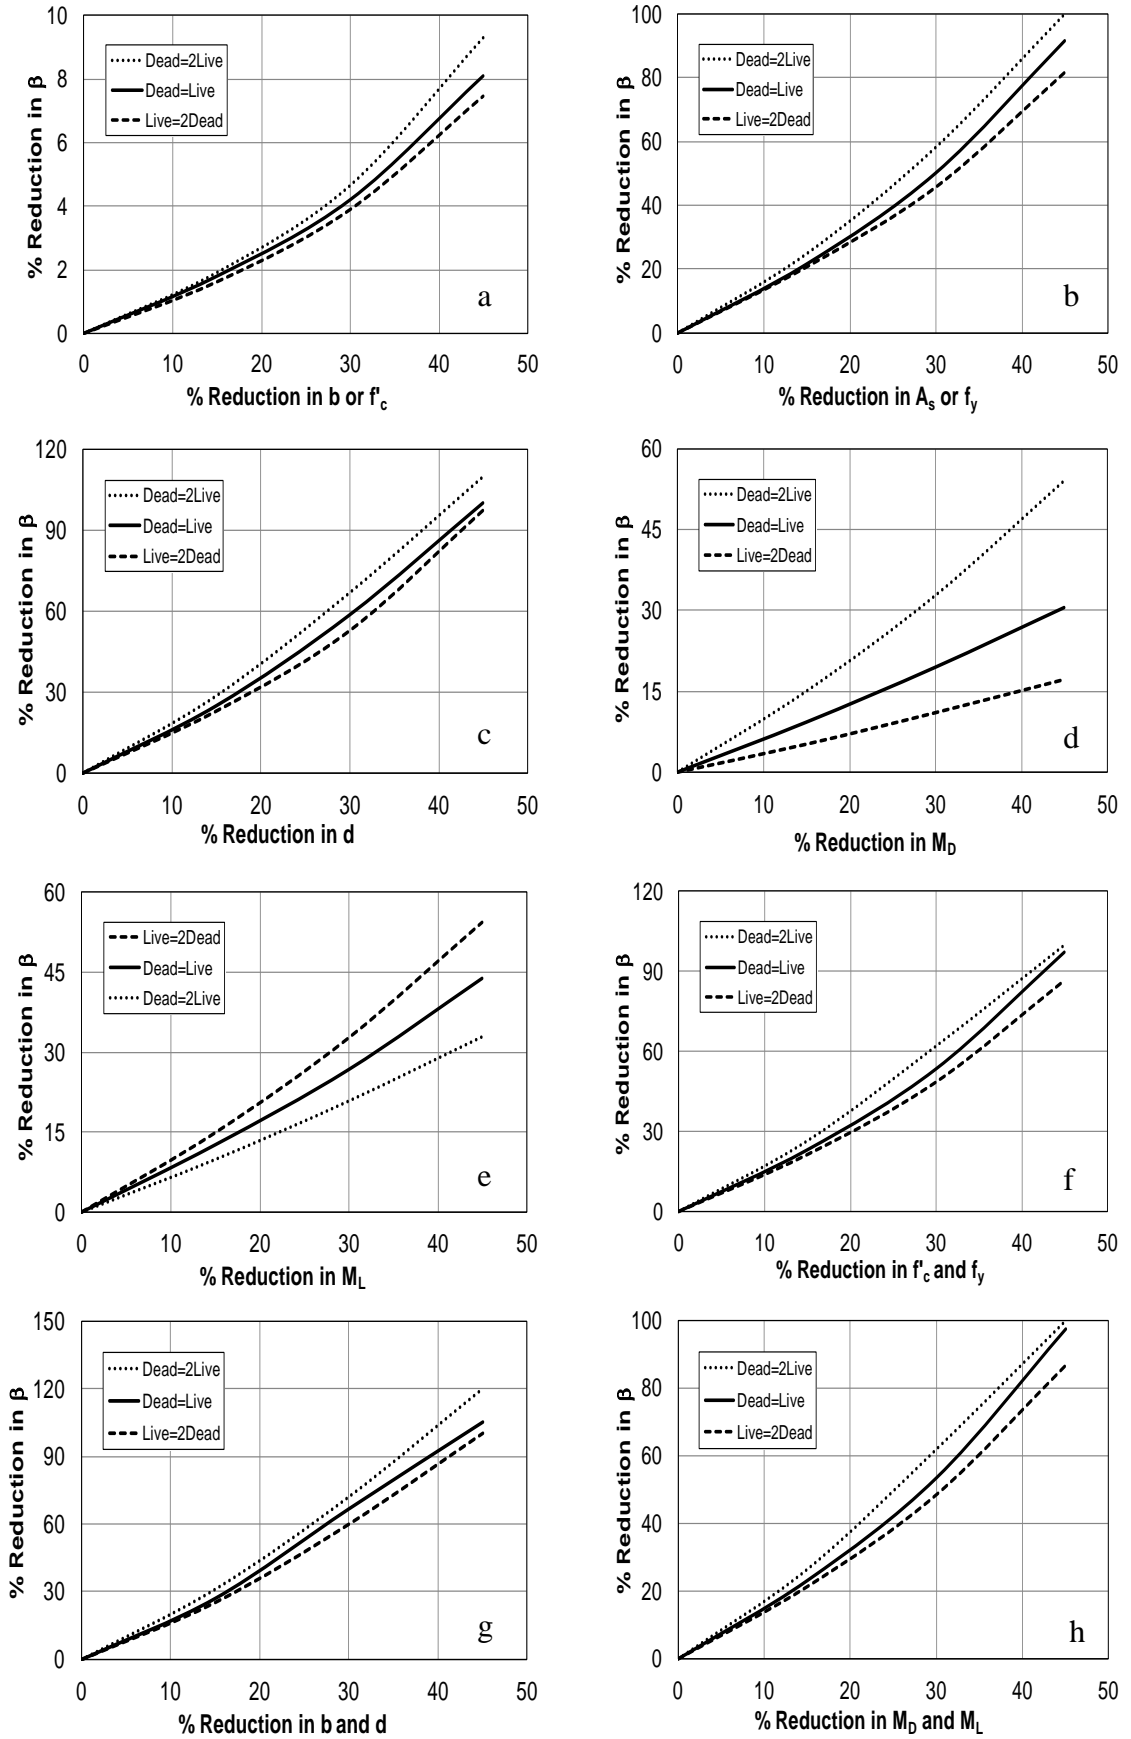 10
8
6
4
2
0
% Reduction in β
Dead=2Live
Dead=Live
Live=2Dead
a
0 10 20 30 40 50
% Reduction in b or f'c
100
80
60
40
20
0
% Reduction in β
Dead=2Live
Dead=Live
Live=2Dead
b
0 10 20 30 40 50
% Reduction in As or fy
120
90
60
30
0
% Reduction in β
Dead=2Live
Dead=Live
Live=2Dead
c
0 10 20 30 40 50
% Reduction in d
60
45
30
15
0
% Reduction in β
Dead=2Live
Dead=Live
Live=2Dead
d
0 10 20 30 40 50
% Reduction in MD
60
45
30
15
0
% Reduction in β
Live=2Dead
Dead=Live
Dead=2Live
e
0 10 20 30 40 50
% Reduction in ML
120
90
60
30
0
% Reduction in β
Dead=2Live
Dead=Live
Live=2Dead
f
0 10 20 30 40 50
% Reduction in f'c and fy
150
120
90
60
30
0
% Reduction in β
Dead=2Live
Dead=Live
Live=2Dead
g
0 10 20 30 40 50
% Reduction in b and d
100
80
60
40
20
0
% Reduction in β
Dead=2Live
Dead=Live
Live=2Dead
h
0 10 20 30 40 50
% Reduction in MD and ML